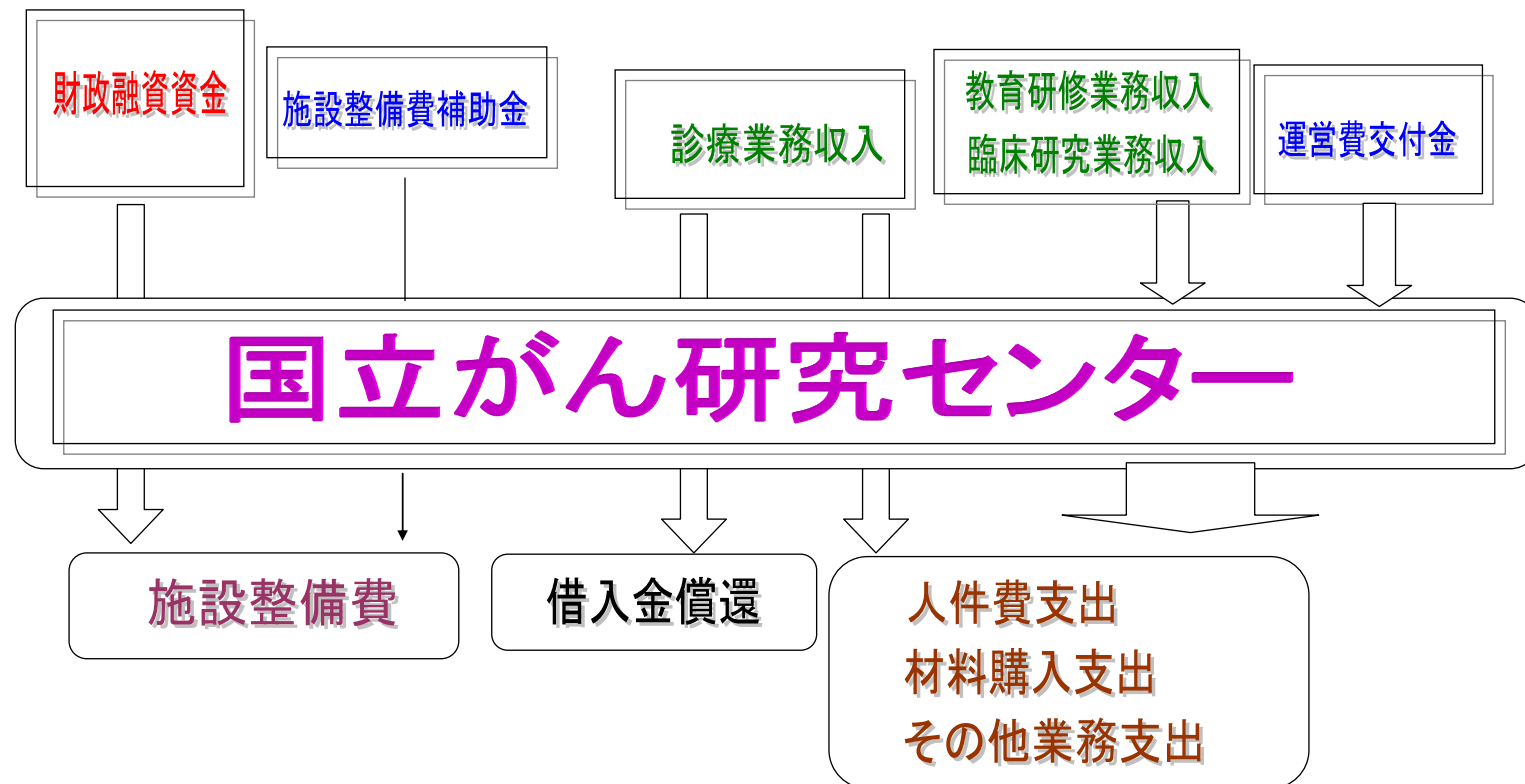 財政融資資金
施設整備費補助金
診療業務収入
教育研修業務収入
臨床研究業務収入
運営費交付金
国立がん研究センター
施設整備費
借入金償還
人件費支出
材料購入支出
その他業務支出